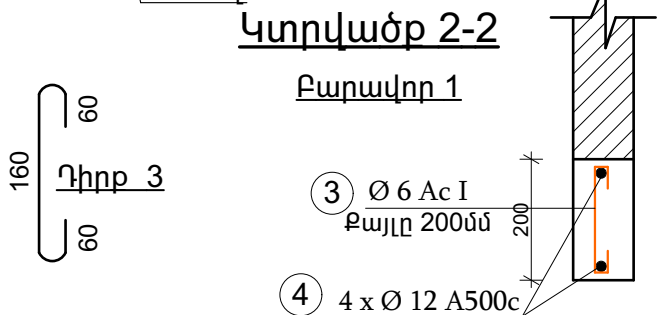 Կտրվածք 2-2
Բարավոր 1
60
160
Դիրք 3
60
3 Ø 6 Ac I
Քայլը 200մմ
200
4 4 x Ø 12 A500c